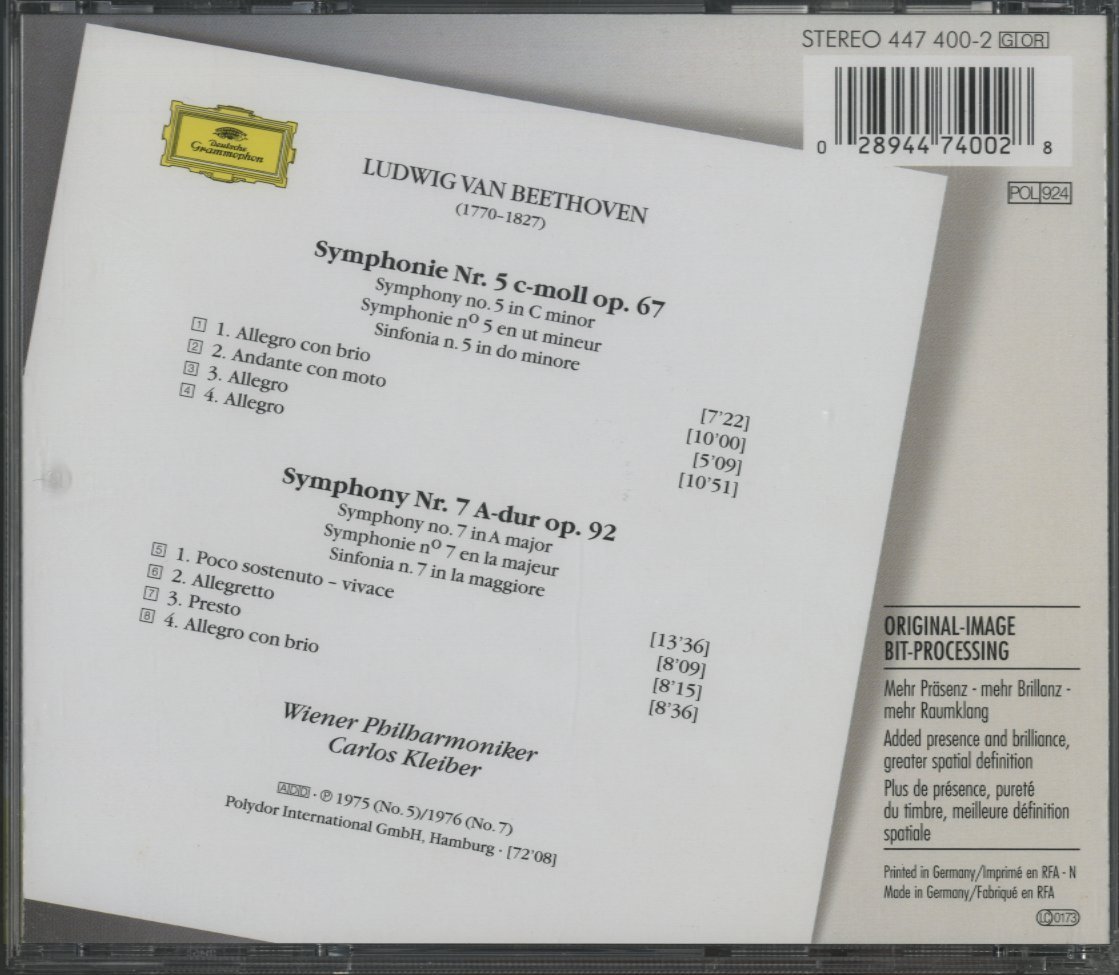 STEREO 447 400-2 GH OR
0 28944 74002 8
POL 924
Deutsche
Grammophon
LUDWIG VAN BEETHOVEN
(1770–1827)
Symphonie Nr. 5 c-moll op. 67
Symphony no. 5 in C minor
Symphonie nº 5 en ut mineur
Sinfonia n. 5 in do minore
1 1. Allegro con brio [7'22]
2 2. Andante con moto [10'00]
3 3. Allegro [5'09]
4 4. Allegro [10'51]
Symphony Nr. 7 A-dur op. 92
Symphony no. 7 in A major
Symphonie nº 7 en la majeur
Sinfonia n. 7 in la maggiore
5 1. Poco sostenuto – vivace [13'36]
6 2. Allegretto [8'09]
7 3. Presto [8'15]
8 4. Allegro con brio [8'36]
Wiener Philharmoniker
Carlos Kleiber
ADD · ℗ 1975 (No. 5)/1976 (No. 7)
Polydor International GmbH, Hamburg · [72'08]
ORIGINAL-IMAGE
BIT-PROCESSING
Mehr Präsenz - mehr Brillanz -
mehr Raumklang
Added presence and brilliance,
greater spatial definition
Plus de présence, pureté
du timbre, meilleure définition
spatiale
Printed in Germany/Imprimé en RFA - N
Made in Germany/Fabriqué en RFA
LC 0173